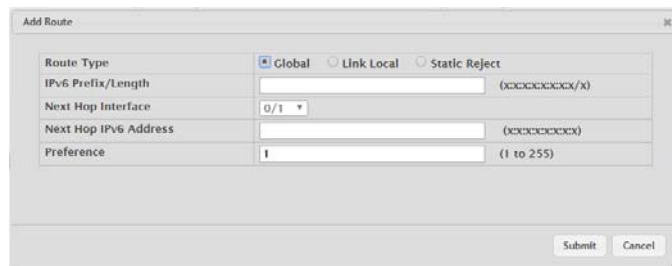 Add Route
Route Type Global Link Local Static Reject
IPv6 Prefix/Length (x:x:x:x:x:x:x:x/x)
Next Hop Interface 0/1
Next Hop IPv6 Address (x:x:x:x:x:x:x:x)
Preference 1 (1 to 255)
Submit Cancel